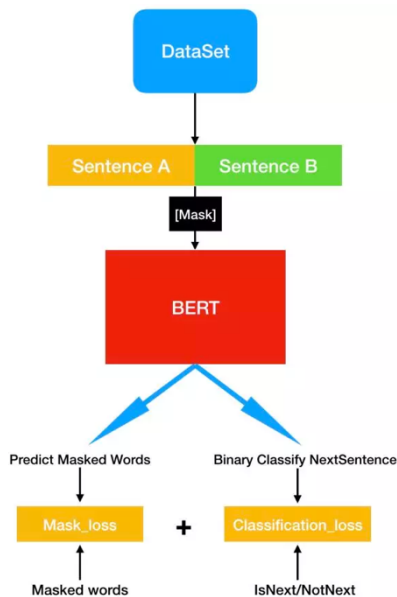 DataSet
Sentence A Sentence B
[Mask]
BERT
Predict Masked Words Binary Classify NextSentence
Mask_loss + Classification_loss
Masked words IsNext/NotNext